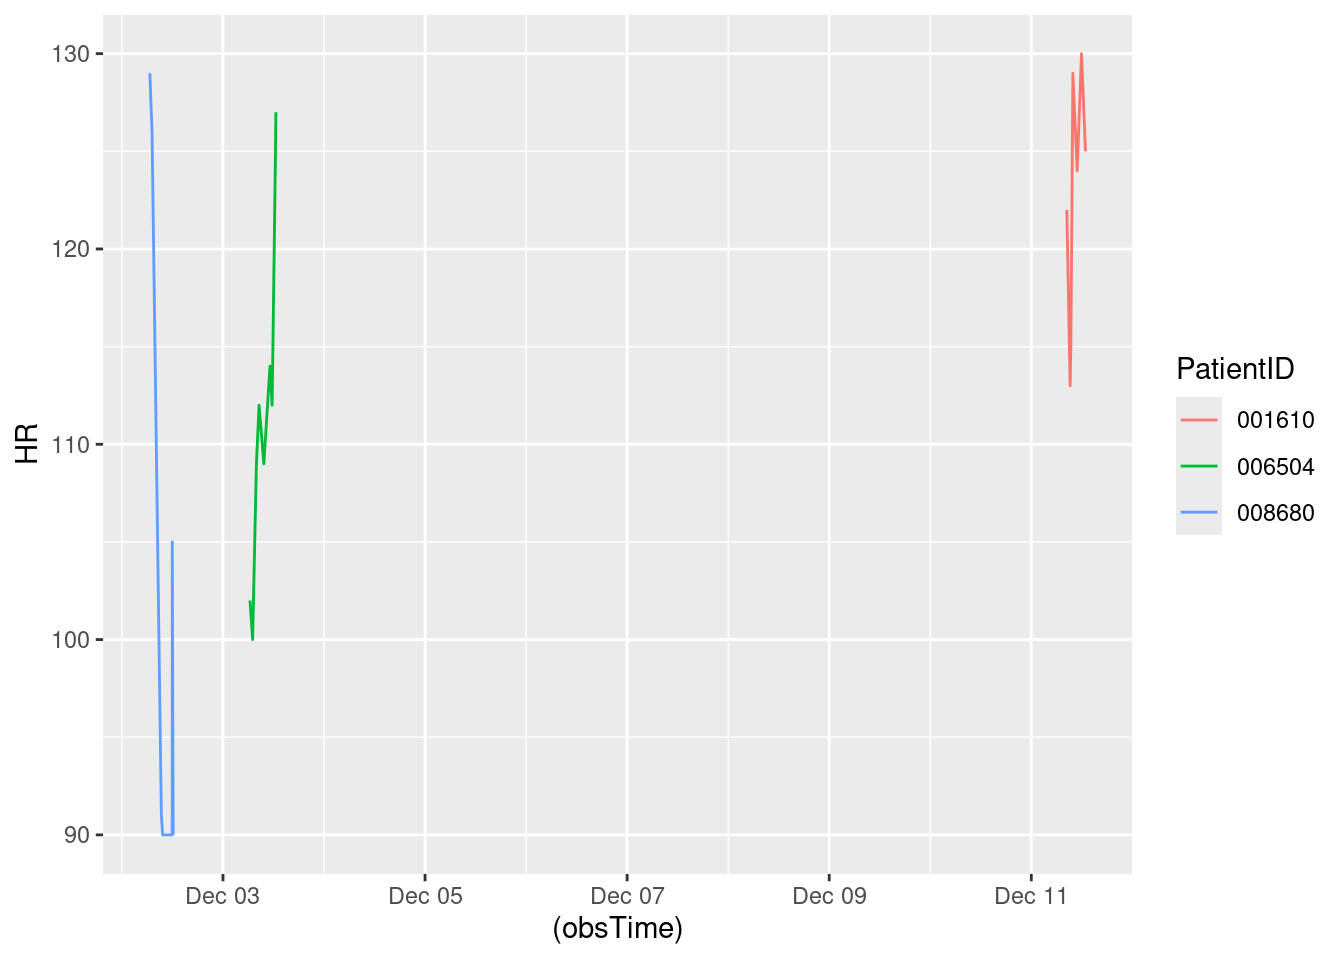 130
120
110
100
90
HR
Dec 03
Dec 05
Dec 07
Dec 09
Dec 11
(obsTime)
PatientID
001610
006504
008680